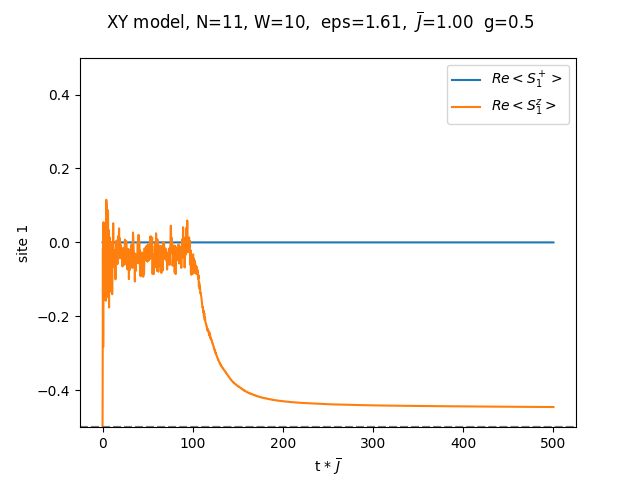 XY model, N=11, W=10,  eps=1.61,  J̄=1.00  g=0.5
Re < S₁⁺ >
Re < S₁ᶻ >
0.4
0.2
0.0
−0.2
−0.4
site 1
0
100
200
300
400
500
t * J̄